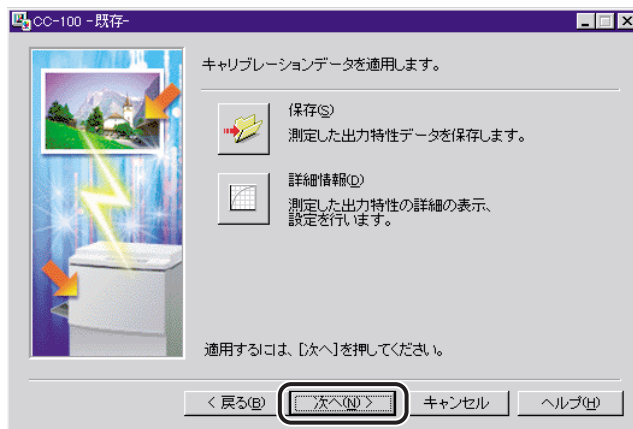 CC-100 -既存-
キャリブレーションデータを適用します。
保存(S)
測定した出力特性データを保存します。
詳細情報(D)
測定した出力特性の詳細の表示、
設定を行います。
適用するには、[次へ]を押してください。
< 戻る(B)
次へ(N) >
キャンセル
ヘルプ(H)